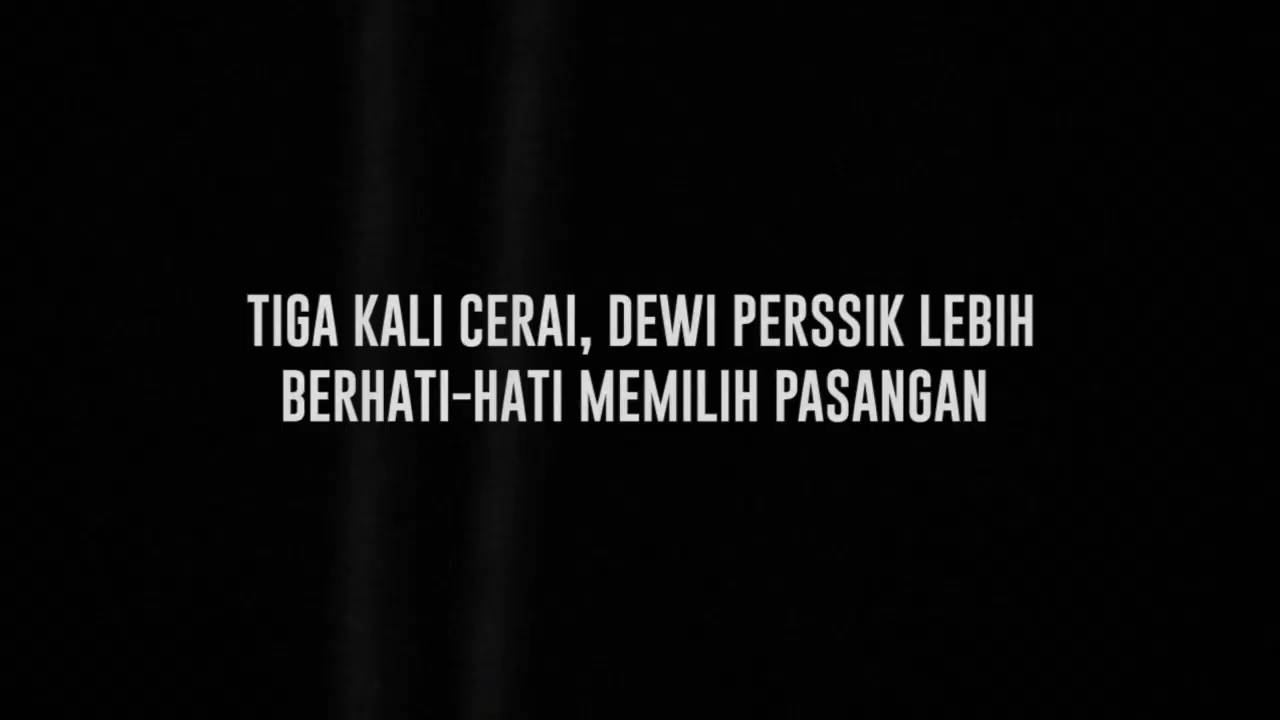 TIGA KALI CERAI, DEWI PERSSIK LEBIH
BERHATI-HATI MEMILIH PASANGAN